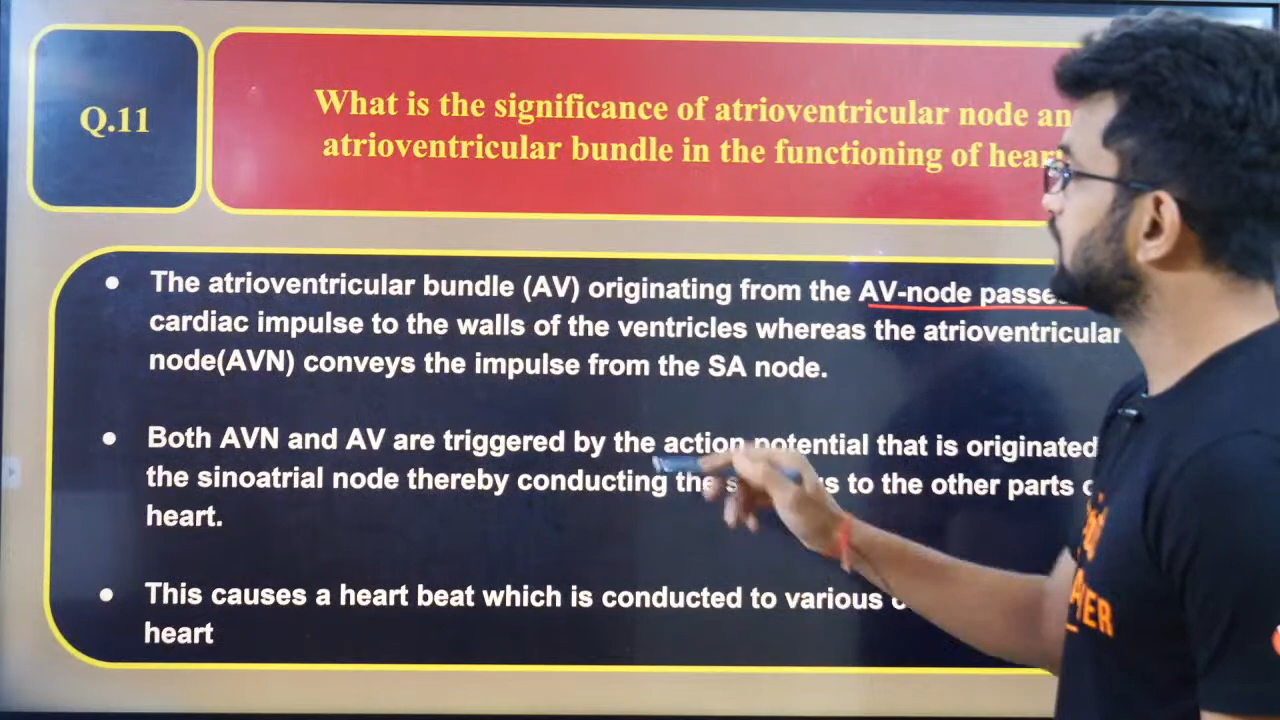 Q.11
What is the significance of atrioventricular node an
atrioventricular bundle in the functioning of hear
The atrioventricular bundle (AV) originating from the AV-node passe
cardiac impulse to the walls of the ventricles whereas the atrioventricular
node(AVN) conveys the impulse from the SA node.
Both AVN and AV are triggered by the action potential that is originated
the sinoatrial node thereby conducting the to the other parts
heart.
This causes a heart beat which is conducted to various
heart